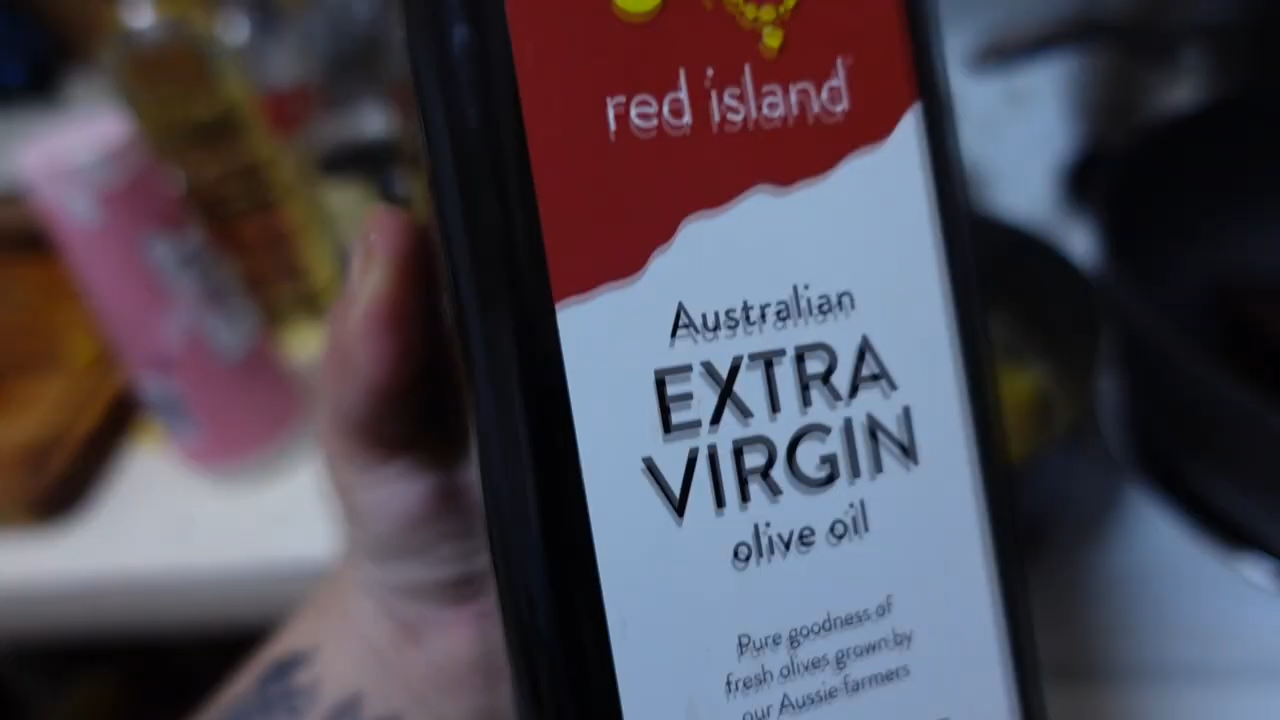 red island
Australian
EXTRA
VIRGIN
olive oil
Pure goodness of
fresh olives grown by
our Aussie farmers